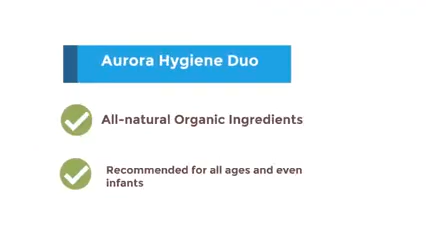 Aurora Hygiene Duo
All-natural Organic Ingredients
Recommended for all ages and even
infants